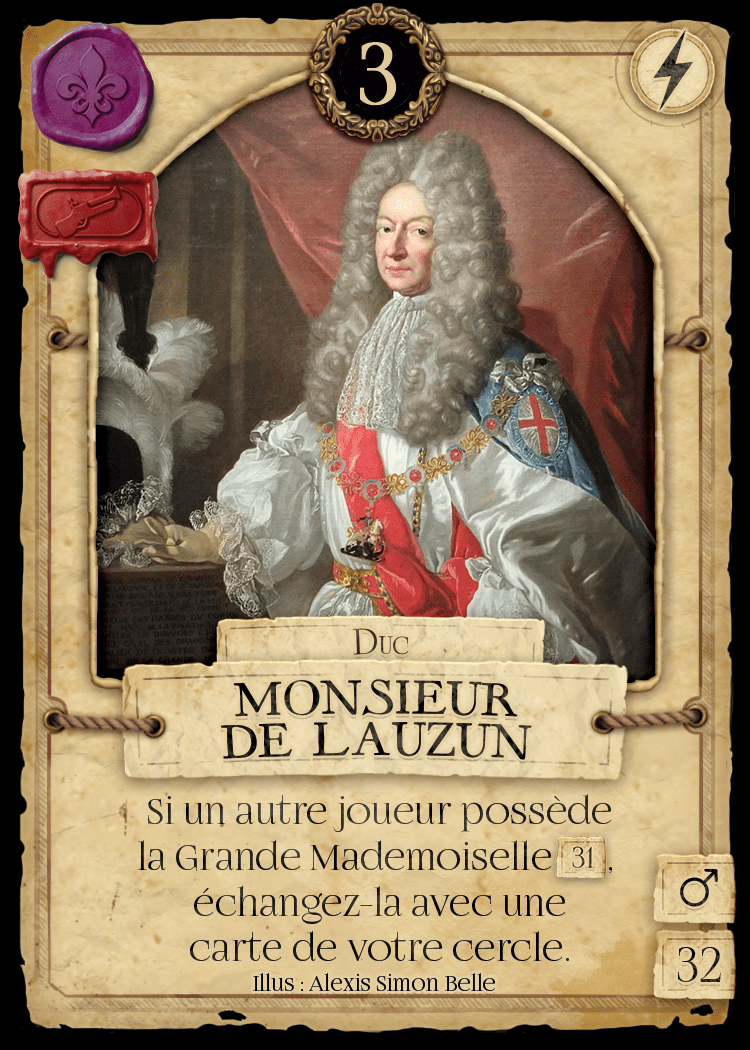 3
Duc
MONSIEUR
DE LAUZUN
Si un autre joueur possède
la Grande Mademoiselle 31,
échangez-la avec une
carte de votre cercle.
Illus : Alexis Simon Belle
♂
32